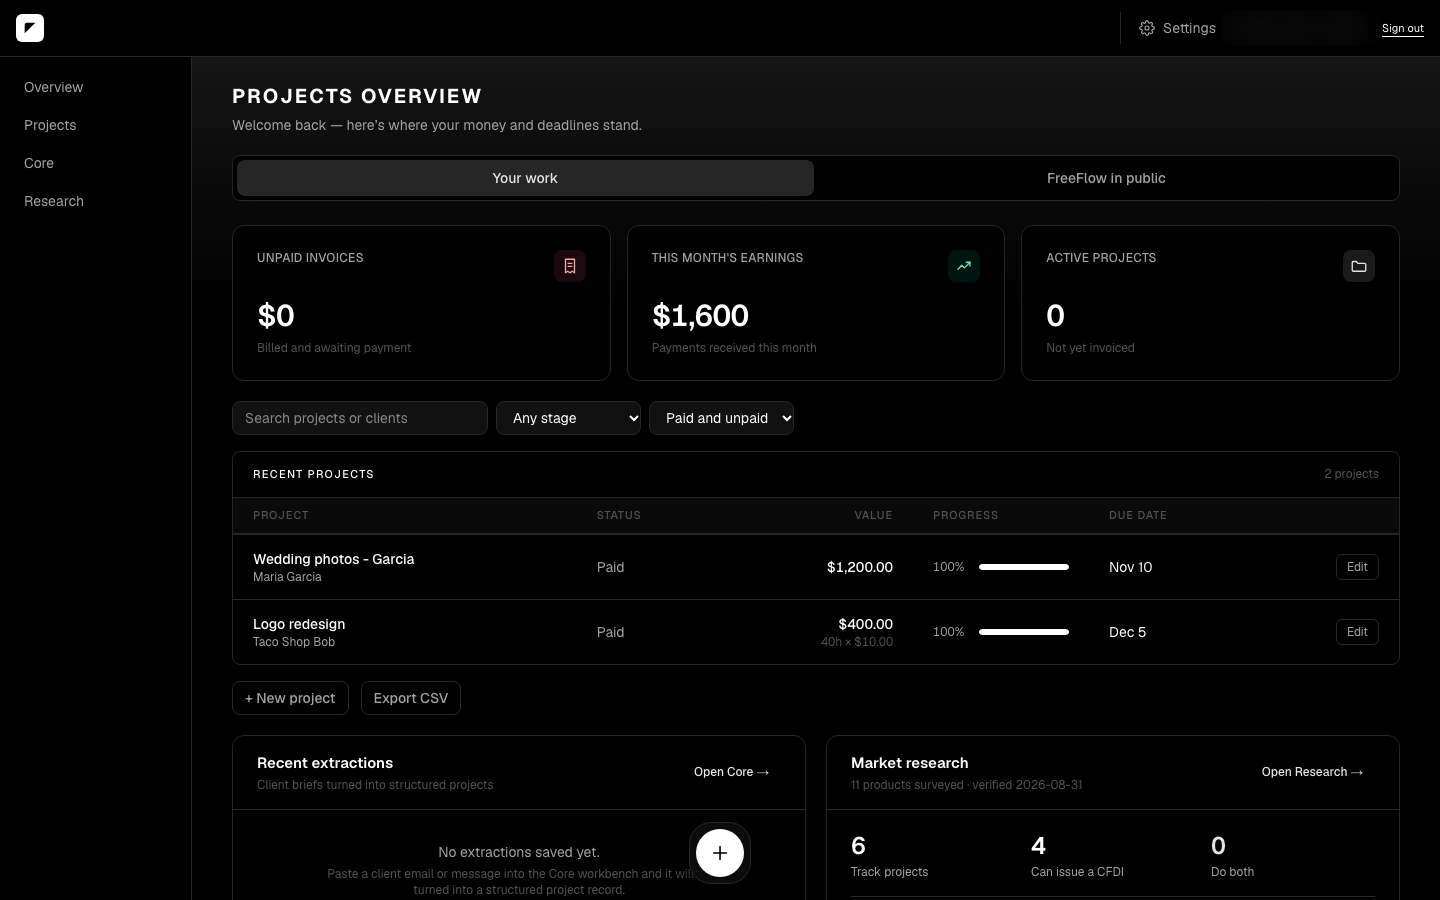 Settings
Sign out
Overview
Projects
Core
Research
PROJECTS OVERVIEW
Welcome back — here's where your money and deadlines stand.
Your work
FreeFlow in public
UNPAID INVOICES
$0
Billed and awaiting payment
THIS MONTH'S EARNINGS
$1,600
Payments received this month
ACTIVE PROJECTS
0
Not yet invoiced
Search projects or clients
Any stage
Paid and unpaid
RECENT PROJECTS
2 projects
PROJECT STATUS VALUE PROGRESS DUE DATE
Wedding photos - Garcia
Maria Garcia
Paid
$1,200.00
100%
Nov 10
Edit
Logo redesign
Taco Shop Bob
Paid
$400.00
40h × $10.00
100%
Dec 5
Edit
+ New project
Export CSV
Recent extractions
Client briefs turned into structured projects
Open Core →
No extractions saved yet.
Paste a client email or message into the Core workbench and it will
turned into a structured project record.
Market research
11 products surveyed · verified 2026-08-31
Open Research →
6
Track projects
4
Can issue a CFDI
0
Do both